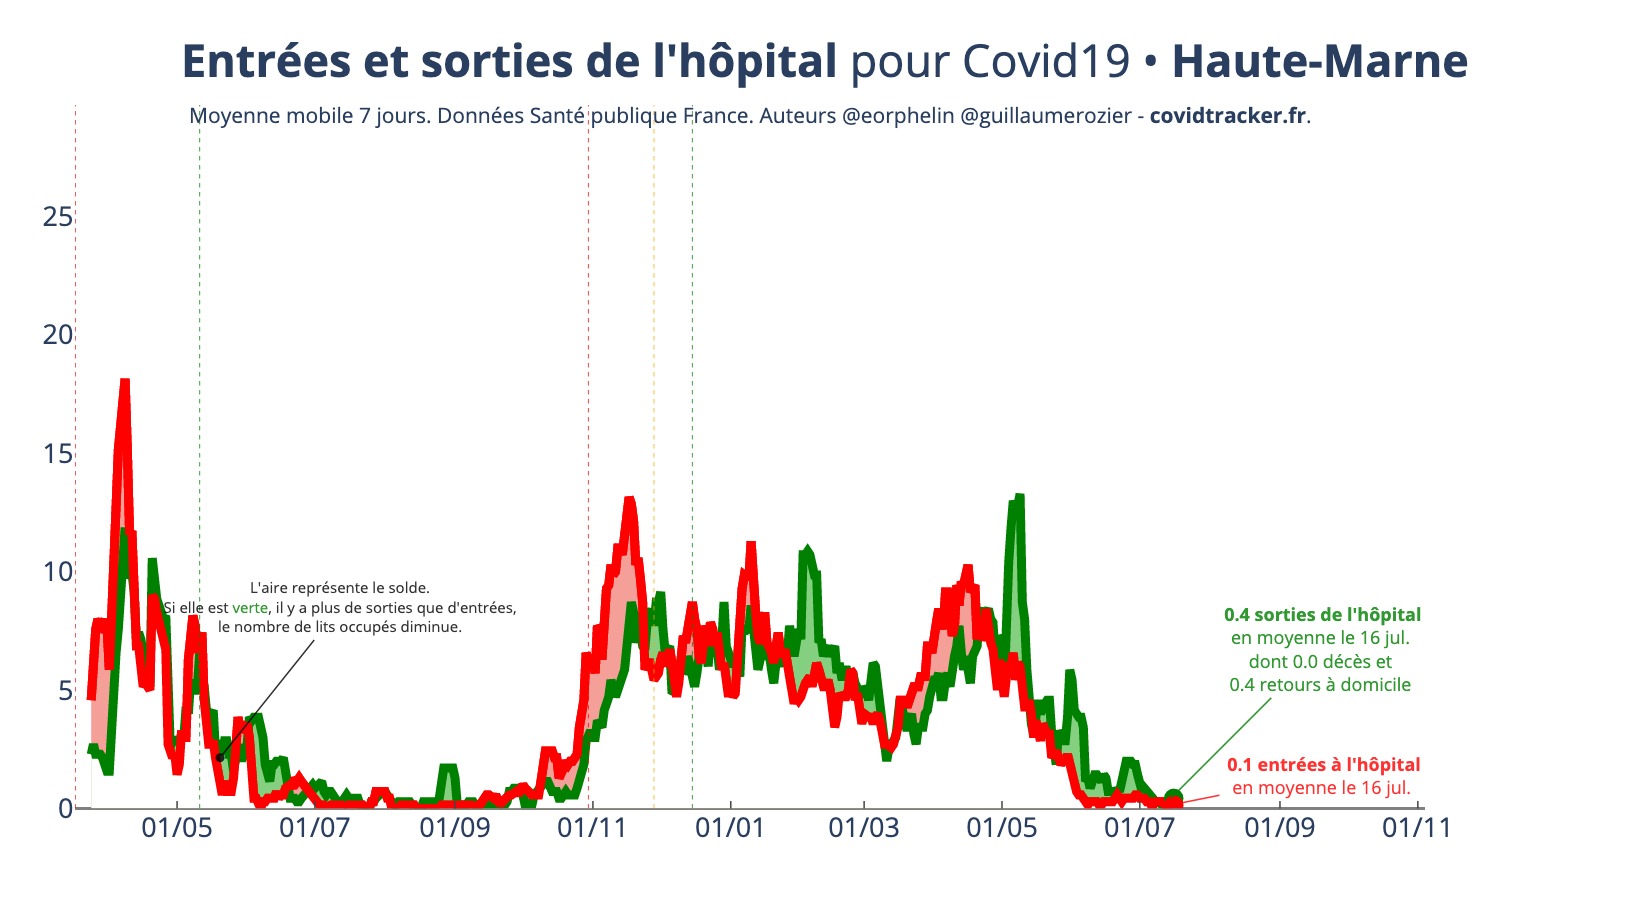 Entrées et sorties de l'hôpital pour Covid19 • Haute-Marne
Moyenne mobile 7 jours. Données Santé publique France. Auteurs @eorphelin @guillaumerozier - covidtracker.fr.
25
20
15
10
5
0
L'aire représente le solde.
Si elle est verte, il y a plus de sorties que d'entrées,
le nombre de lits occupés diminue.
0.4 sorties de l'hôpital
en moyenne le 16 jul.
dont 0.0 décès et
0.4 retours à domicile
0.1 entrées à l'hôpital
en moyenne le 16 jul.
01/05 01/07 01/09 01/11 01/01 01/03 01/05 01/07 01/09 01/11